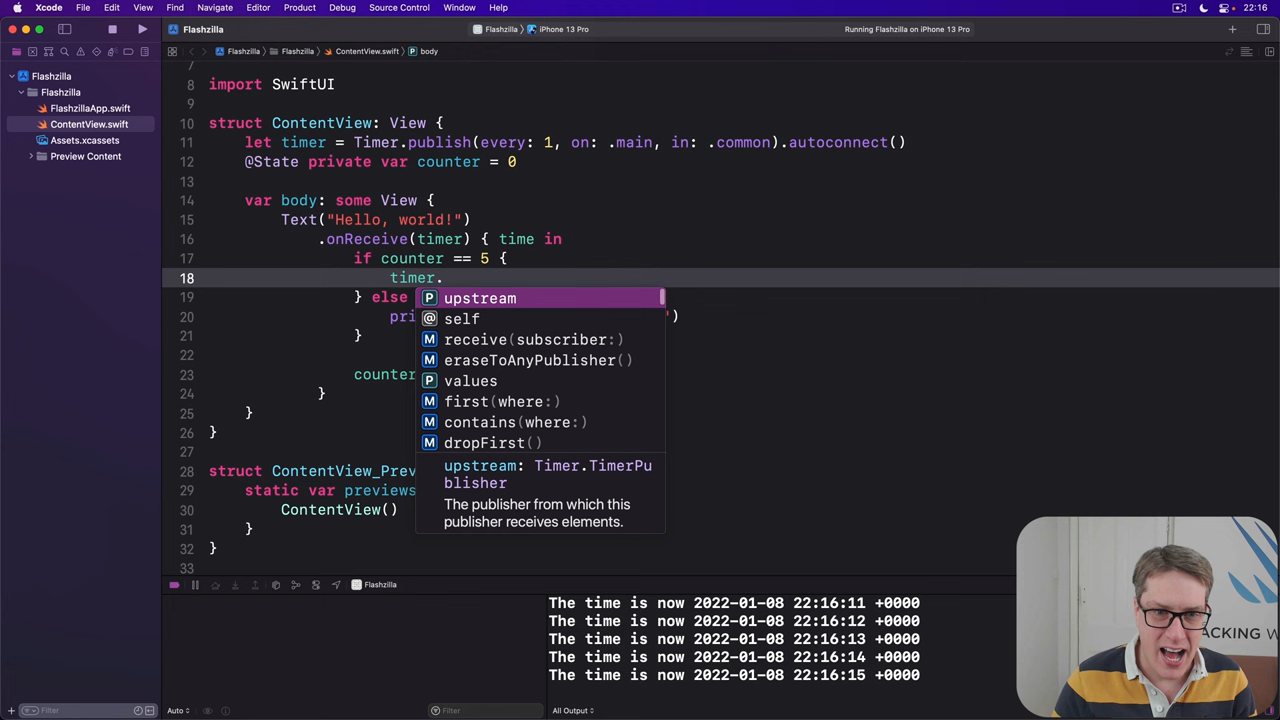 Xcode File Edit View Find Navigate Editor Product Debug Source Control Window Help 22:16
Flashzilla Flashzilla iPhone 13 Pro Running Flashzilla on iPhone 13 Pro
Flashzilla Flashzilla ContentView.swift body
Flashzilla
Flashzilla
FlashzillaApp.swift
ContentView.swift
Assets.xcassets
Preview Content
7
8 import SwiftUI
9
10 struct ContentView: View {
11 let timer = Timer.publish(every: 1, on: .main, in: .common).autoconnect()
12 @State private var counter = 0
13
14 var body: some View {
15 Text("Hello, world!")
16 .onReceive(timer) { time in
17 if counter == 5 {
18 timer.
19 } else
20 pri ")
21 }
22
23 counter
24 }
25 }
26 }
27
28 struct ContentView_Prev
29 static var previews
30 ContentView()
31 }
32 }
33
P upstream
@ self
M receive(subscriber:)
M eraseToAnyPublisher()
P values
M first(where:)
M contains(where:)
M dropFirst()
upstream: Timer.TimerPu
blisher
The publisher from which this
publisher receives elements.
Flashzilla
The time is now 2022-01-08 22:16:11 +0000
The time is now 2022-01-08 22:16:12 +0000
The time is now 2022-01-08 22:16:13 +0000
The time is now 2022-01-08 22:16:14 +0000
The time is now 2022-01-08 22:16:15 +0000
ACKING W
Filter Auto Filter All Output